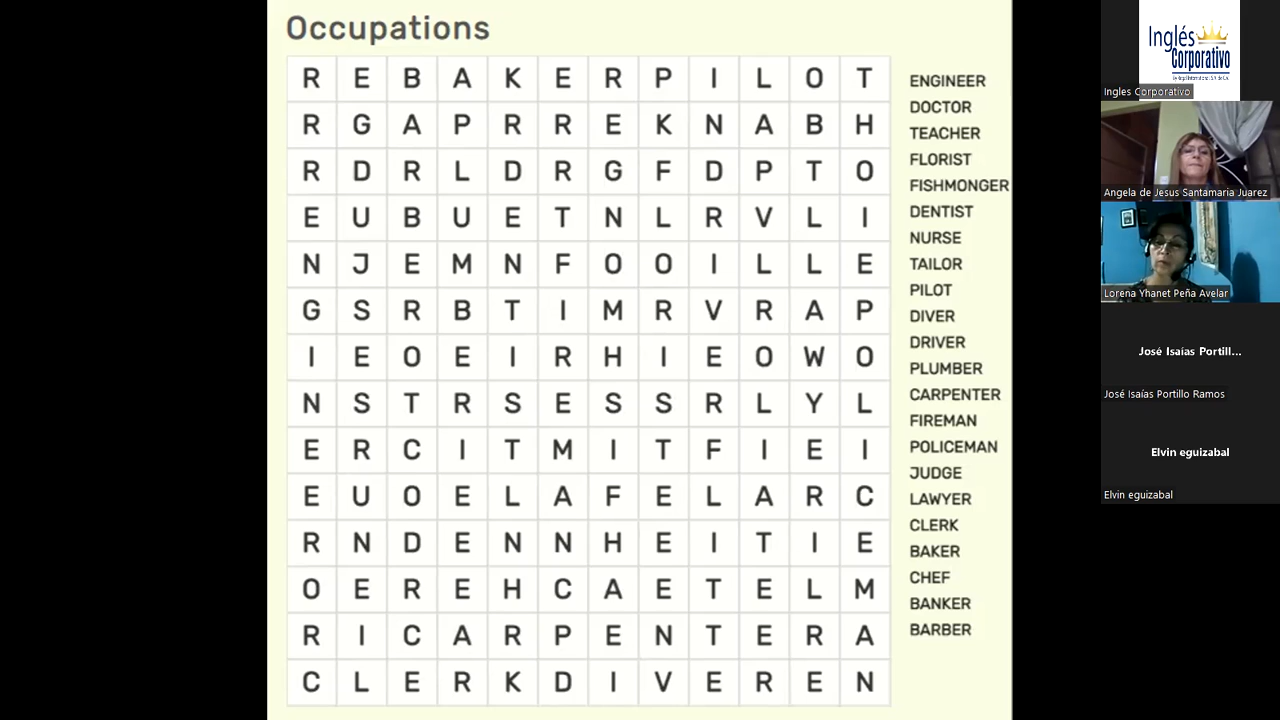 Occupations
R E B A K E R P I L O T
R G A P R R E K N A B H
R D R L D R G F D P T O
E U B U E T N L R V L I
N J E M N F O O I L L E
G S R B T I M R V R A P
I E O E I R H I E O W O
N S T R S E S S R L Y L
E R C I T M I T F I E I
E U O E L A F E L A R C
R N D E N N H E I T I E
O E R E H C A E T E L M
R I C A R P E N T E R A
C L E R K D I V E R E N
ENGINEER
DOCTOR
TEACHER
FLORIST
FISHMONGER
DENTIST
NURSE
TAILOR
PILOT
DIVER
DRIVER
PLUMBER
CARPENTER
FIREMAN
POLICEMAN
JUDGE
LAWYER
CLERK
BAKER
CHEF
BANKER
BARBER
Inglés
Corporativo
Ingles Corporativo
Angela de Jesus Santamaria Juarez
Lorena Yhanet Peña Avelar
José Isaías Portill...
José Isaías Portillo Ramos
Elvin eguizabal
Elvin eguizabal